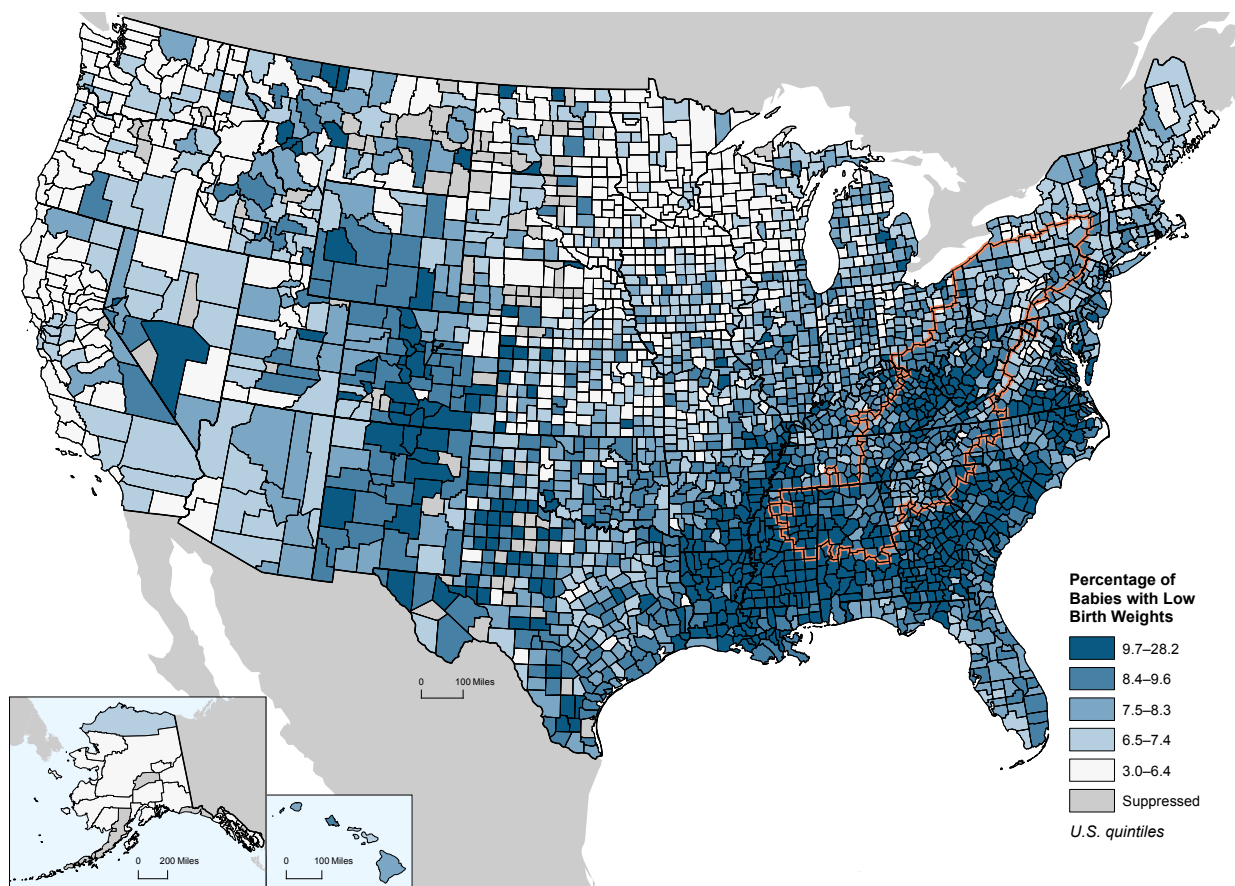 Percentage of
Babies with Low
Birth Weights
9.7–28.2
8.4–9.6
7.5–8.3
6.5–7.4
3.0–6.4
Suppressed
U.S. quintiles
0 100 Miles
0 200 Miles
0 100 Miles